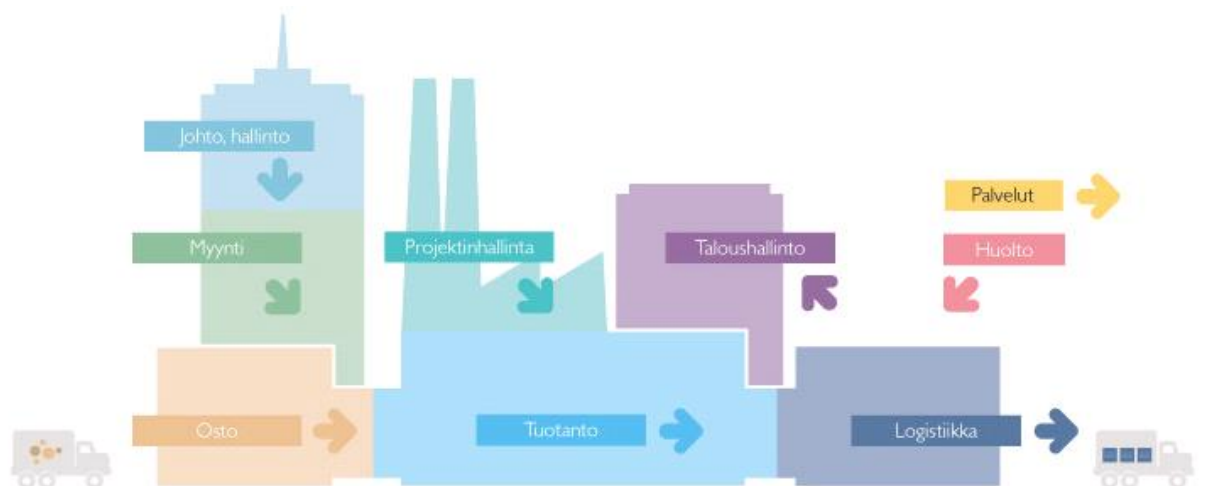 Johto, hallinto
Palvelut
Myynti
Projektinhallinta
Taloushallinto
Huolto
Osto
Tuotanto
Logistiikka